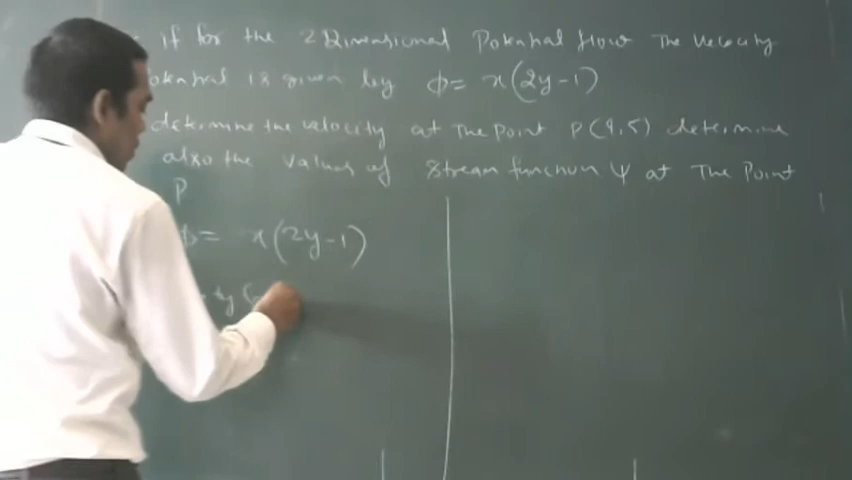 if for the 2 Dimensional Potential flow The velocity
potential is given by ϕ= x(2y-1)
determine the velocity at The point P(4,5) determine
also the values of stream function Ψ at The Point
P
ϕ= x(2y-1)